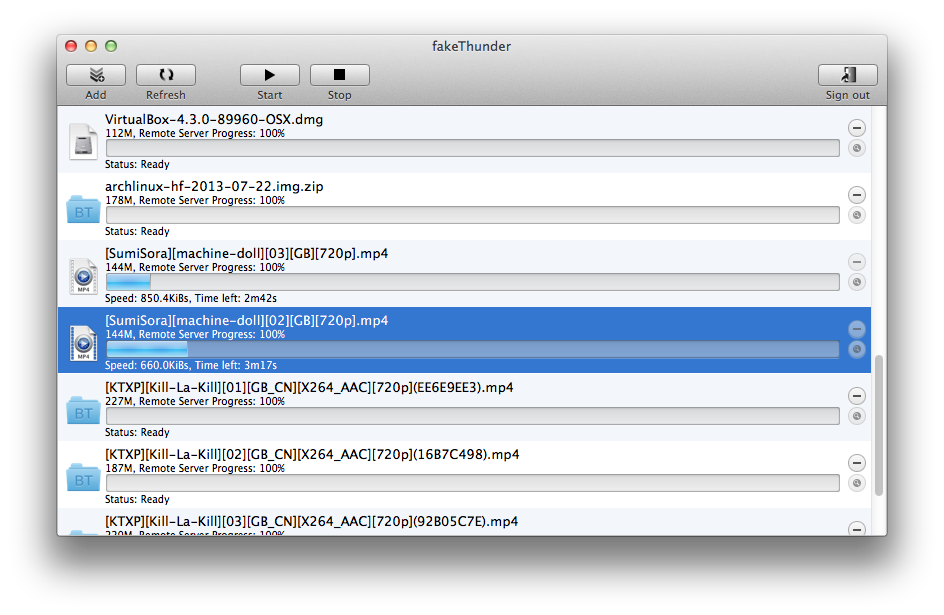 fakeThunder
Add Refresh Start Stop Sign out
VirtualBox-4.3.0-89960-OSX.dmg
112M, Remote Server Progress: 100%
Status: Ready
archlinux-hf-2013-07-22.img.zip
178M, Remote Server Progress: 100%
BT
Status: Ready
[SumiSora][machine-doll][03][GB][720p].mp4
144M, Remote Server Progress: 100%
MP4
Speed: 850.4KiBs, Time left: 2m42s
[SumiSora][machine-doll][02][GB][720p].mp4
144M, Remote Server Progress: 100%
MP4
Speed: 660.0KiBs, Time left: 3m17s
[KTXP][Kill-La-Kill][01][GB_CN][X264_AAC][720p](EE6E9EE3).mp4
227M, Remote Server Progress: 100%
BT
Status: Ready
[KTXP][Kill-La-Kill][02][GB_CN][X264_AAC][720p](16B7C498).mp4
187M, Remote Server Progress: 100%
BT
Status: Ready
[KTXP][Kill-La-Kill][03][GB_CN][X264_AAC][720p](92B05C7E).mp4
Remote Server Progress: 100%